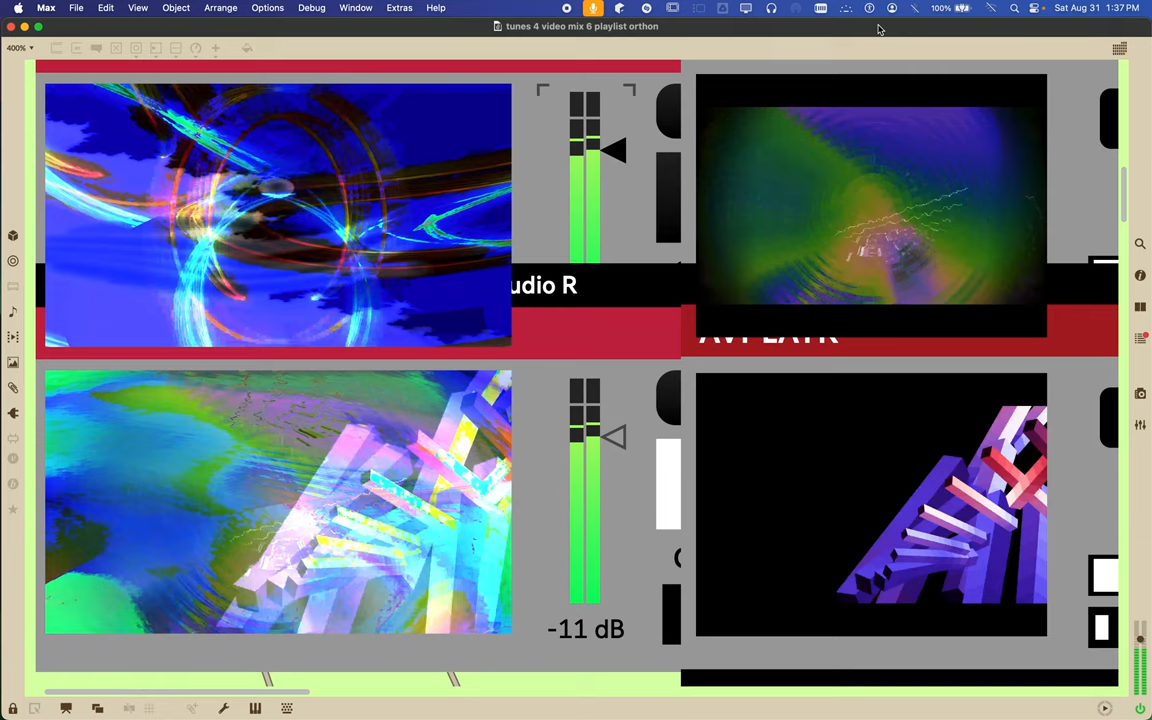 Max File Edit View Object Arrange Options Debug Window Extras Help
100% Sat Aug 31 1:37 PM
tunes 4 video mix 6 playlist orthon
400%
udio R
AVPLAYR
-11 dB